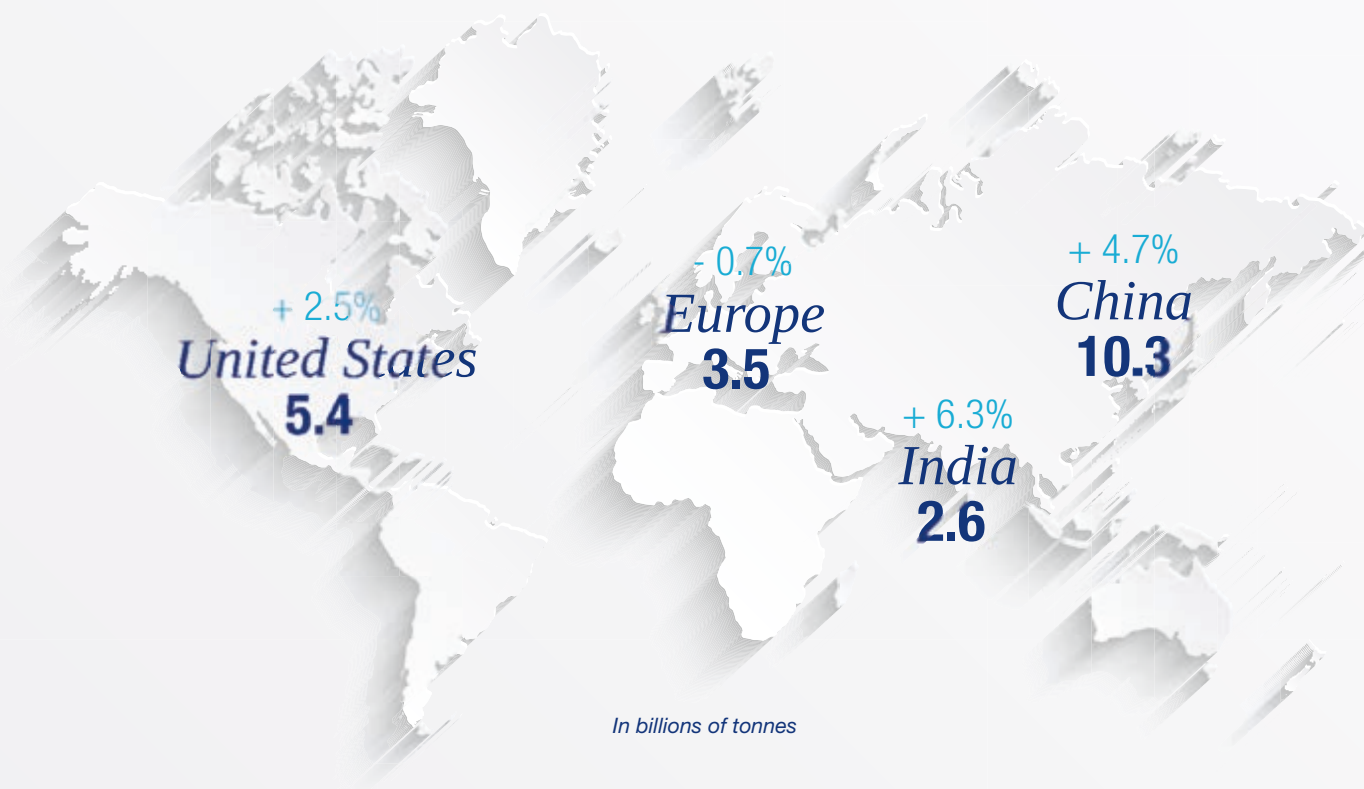 + 2.5%
United States
5.4
- 0.7%
Europe
3.5
+ 4.7%
China
10.3
+ 6.3%
India
2.6
In billions of tonnes